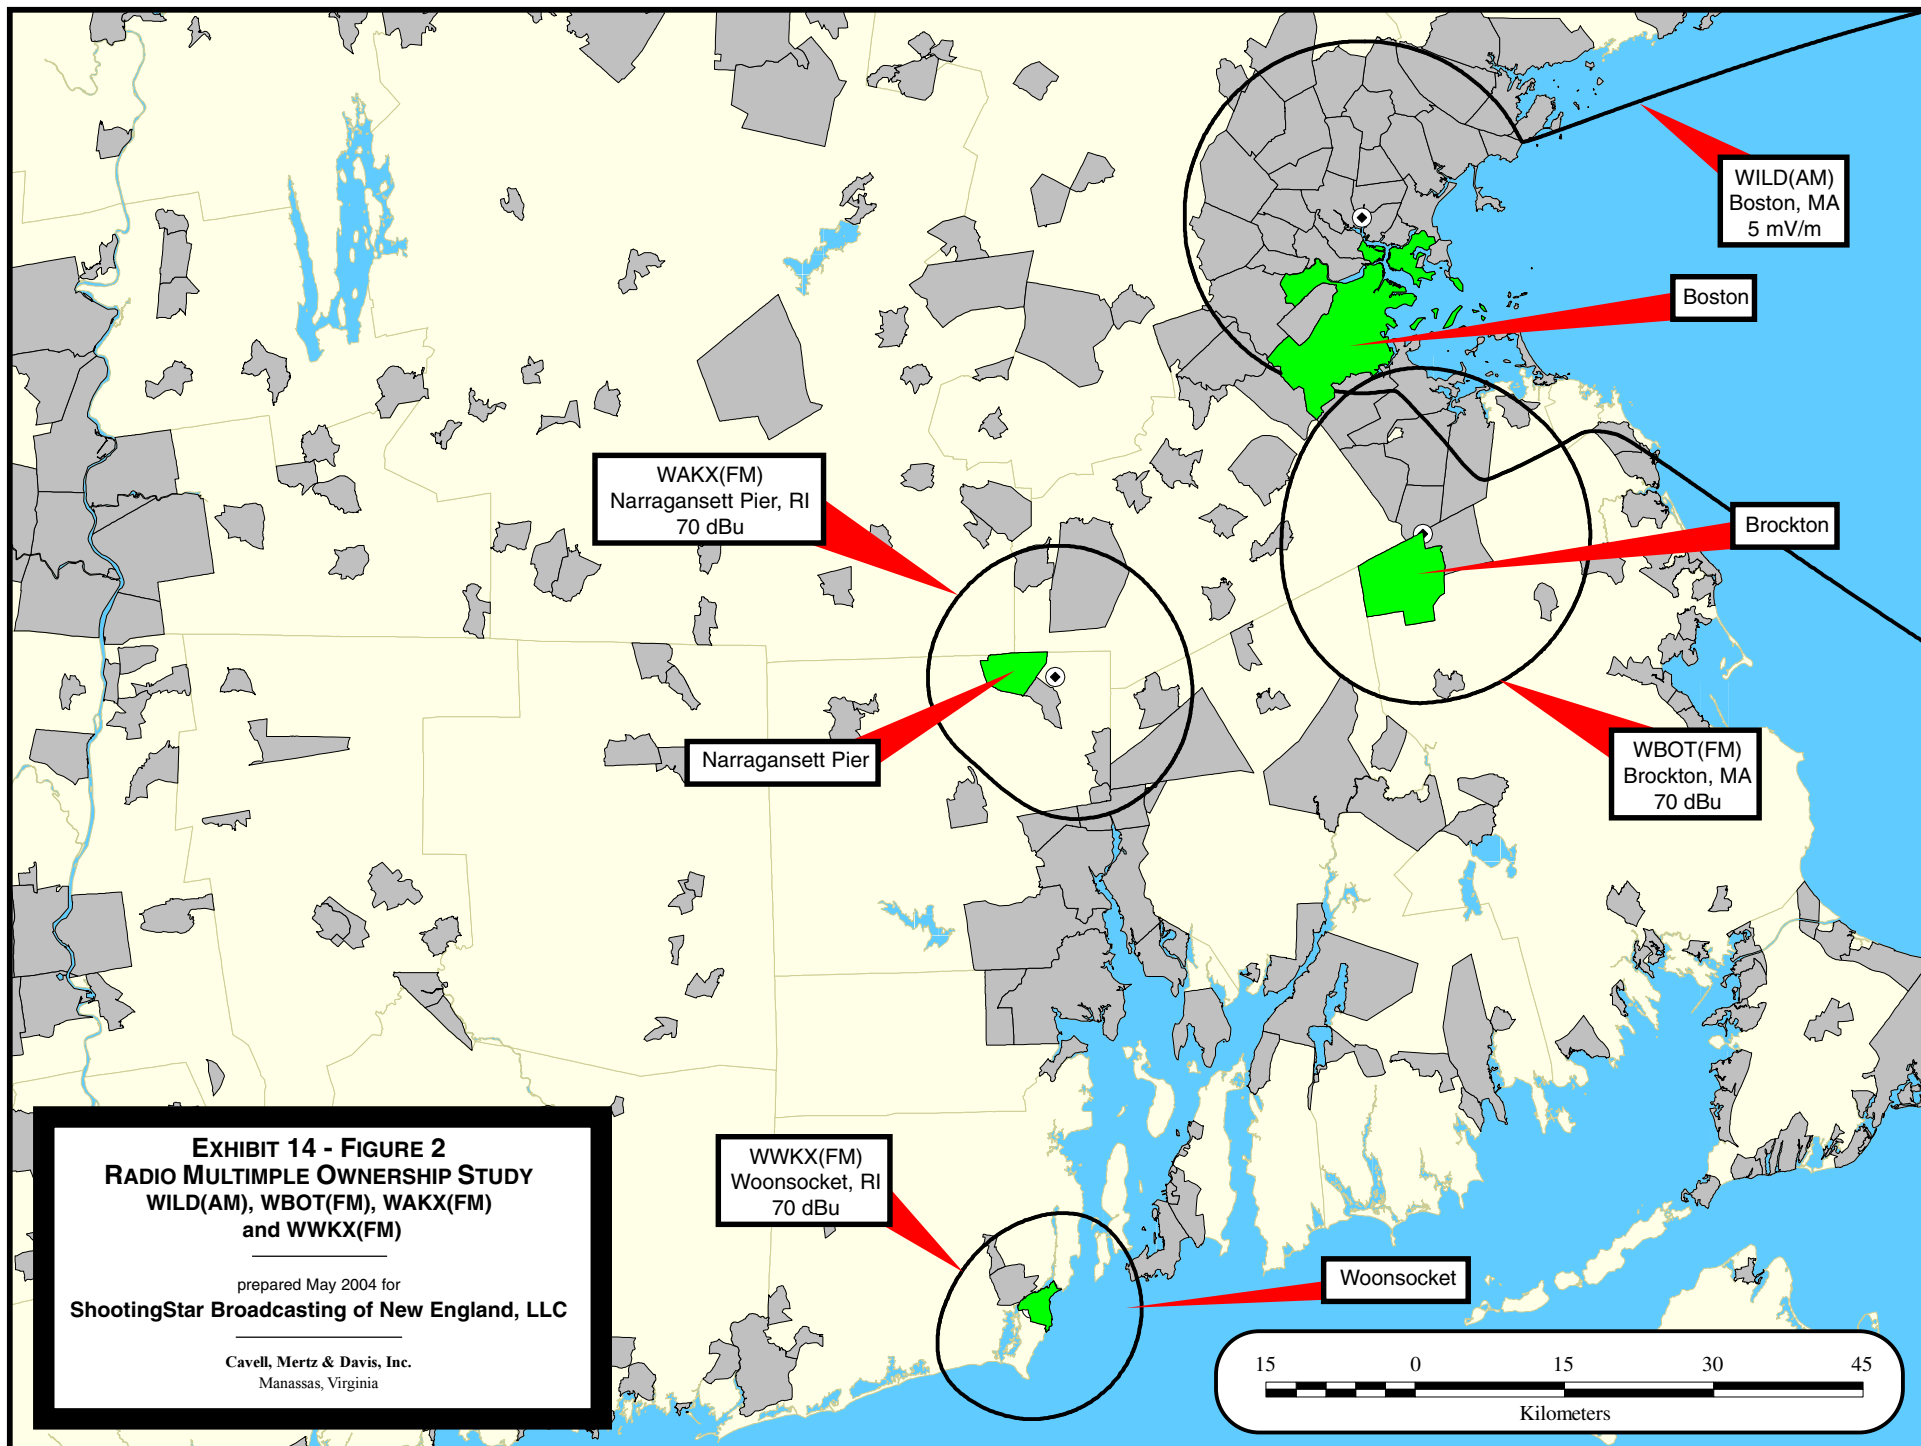 WILD(AM)
Boston, MA
5 mV/m
Boston
WAKX(FM)
Narragansett Pier, RI
70 dBu
Brockton
Narragansett Pier
WBOT(FM)
Brockton, MA
70 dBu
WWKX(FM)
Woonsocket, RI
70 dBu
Woonsocket
EXHIBIT 14 - FIGURE 2
RADIO MULTIMPLE OWNERSHIP STUDY
WILD(AM), WBOT(FM), WAKX(FM)
and WWKX(FM)
prepared May 2004 for
ShootingStar Broadcasting of New England, LLC
Cavell, Mertz & Davis, Inc.
Manassas, Virginia
15 0 15 30 45
Kilometers